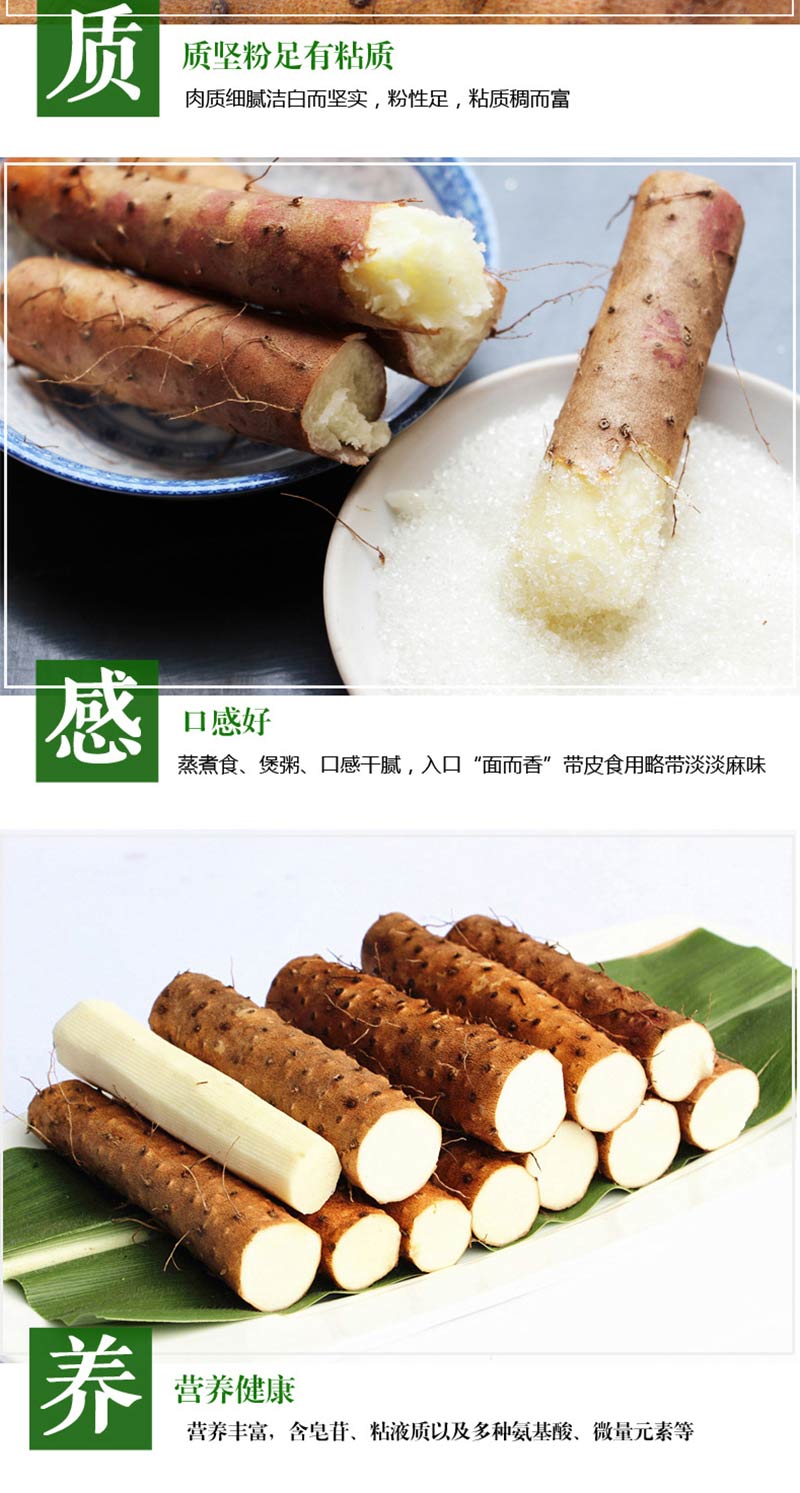 质
质坚粉足有粘质
肉质细腻洁白而坚实，粉性足，粘质稠而富
感
口感好
蒸煮食、煲粥、口感干腻，入口“面而香”带皮食用略带淡淡麻味
养
营养健康
营养丰富，含皂苷、粘液质以及多种氨基酸、微量元素等